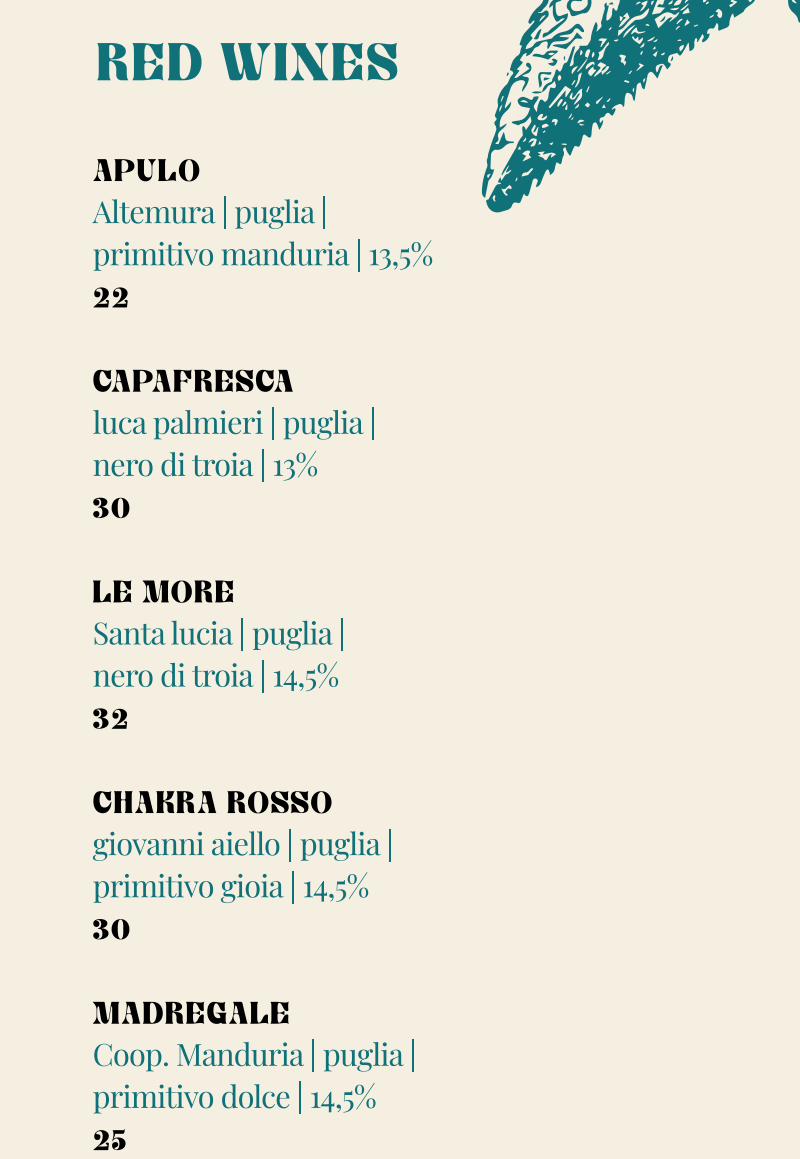 RED WINES
APULO
Altemura | puglia |
primitivo manduria | 13,5%
22
CAPAFRESCA
luca palmieri | puglia |
nero di troia | 13%
30
LE MORE
Santa lucia | puglia |
nero di troia | 14,5%
32
CHAKRA ROSSO
giovanni aiello | puglia |
primitivo gioia | 14,5%
30
MADREGALE
Coop. Manduria | puglia |
primitivo dolce | 14,5%
25